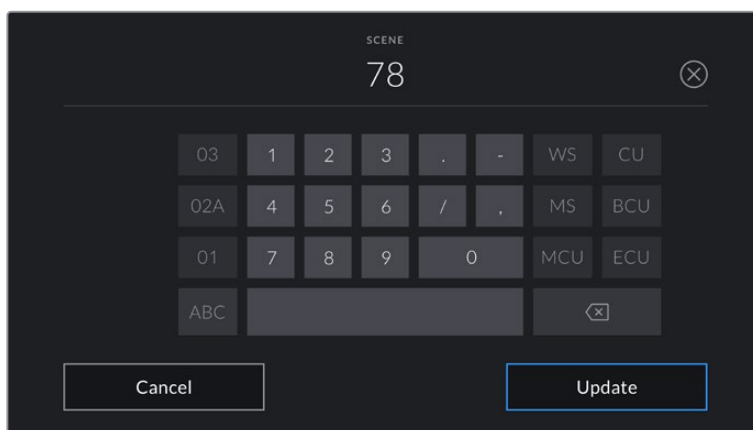 SCENE
78
03 1 2 3 . - WS CU
02A 4 5 6 / , MS BCU
01 7 8 9 0 MCU ECU
ABC
Cancel Update